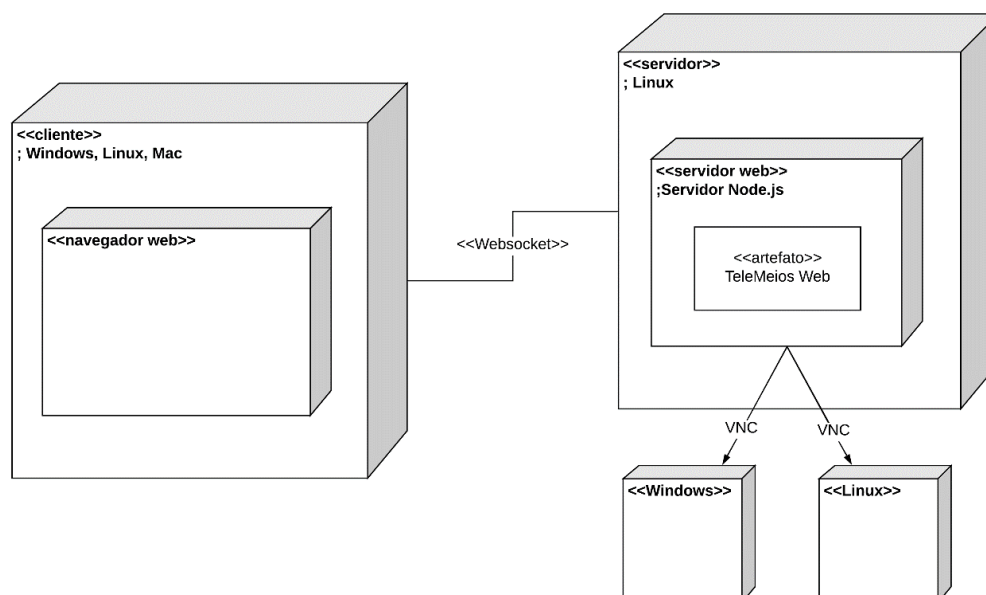 <<cliente>>
; Windows, Linux, Mac
<<navegador web>>
<<Websocket>>
<<servidor>>
; Linux
<<servidor web>>
;Servidor Node.js
<<artefato>>
TeleMeios Web
VNC
VNC
<<Windows>>
<<Linux>>